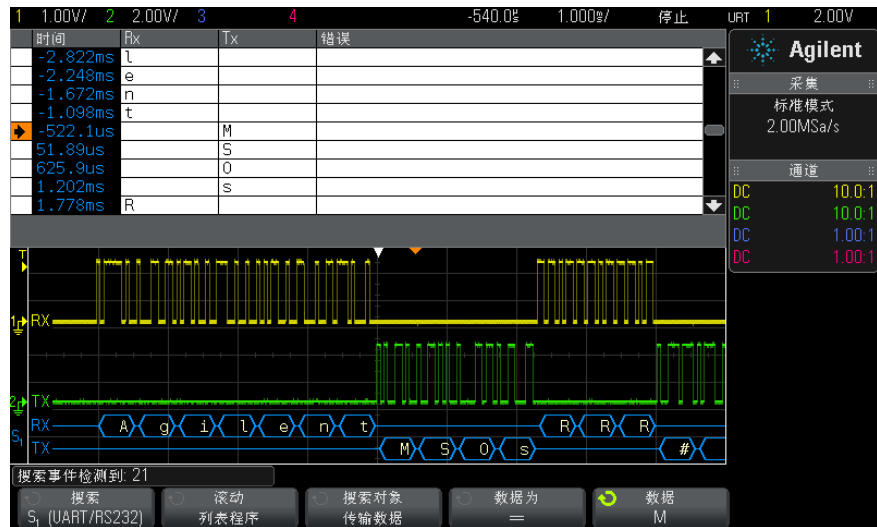 1 1.00V/ 2 2.00V/ 3 4 -540.0us 1.000ms/ 停止 URT 1 2.00V
时间 Rx Tx 错误
-2.822ms l
-2.248ms e
-1.672ms n
-1.098ms t
-522.1us M
51.89us S
625.9us O
1.202ms s
1.778ms R
Agilent
采集
标准模式
2.00MSa/s
通道
DC 10.0:1
DC 10.0:1
DC 1.00:1
DC 1.00:1
T
1 RX
2 TX
S1
RX A g i l e n t R R R
TX M S O s #
搜索事件检测到: 21
搜索
S1 (UART/RS232)
滚动
列表程序
搜索对象
传输数据
数据为
=
数据
M